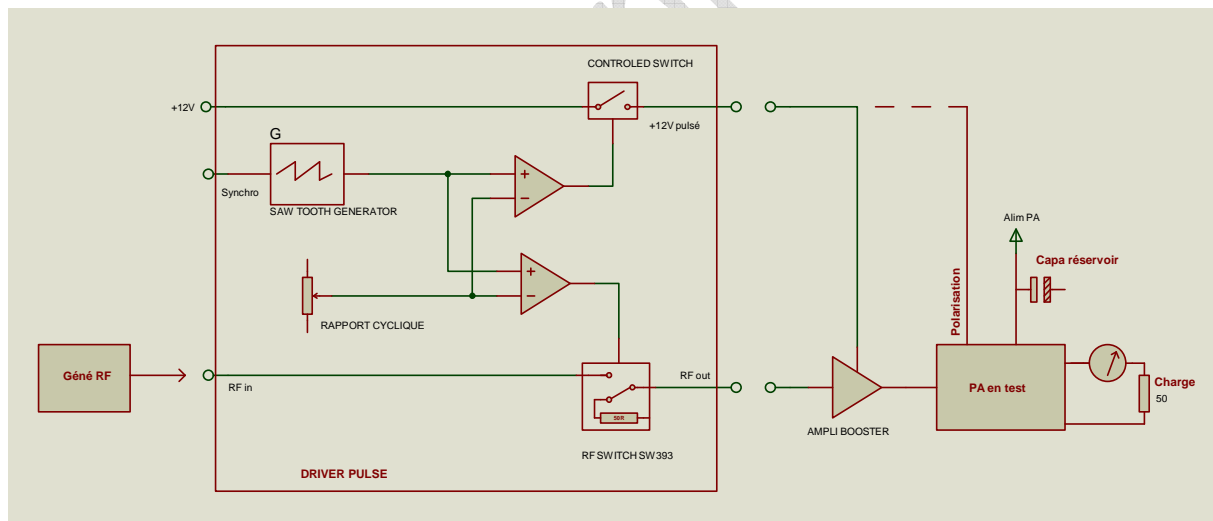 CONTROLED SWITCH
+12V
+12V pulsé
G
Synchro
SAW TOOTH GENERATOR
+
−
+
−
RAPPORT CYCLIQUE
Alim PA
Capa réservoir
Polarisation
Géné RF
RF in
RF out
50R
RF SWITCH SW393
DRIVER PULSE
AMPLI BOOSTER
PA en test
Charge
50